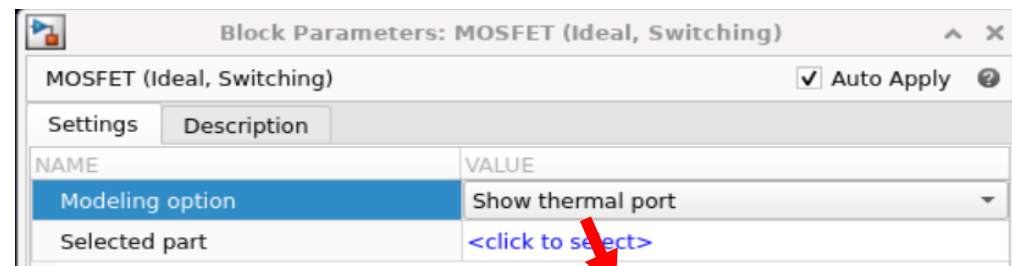 Block Parameters: MOSFET (Ideal, Switching)
MOSFET (Ideal, Switching) Auto Apply
Settings Description
NAME VALUE
Modeling option Show thermal port
Selected part <click to select>